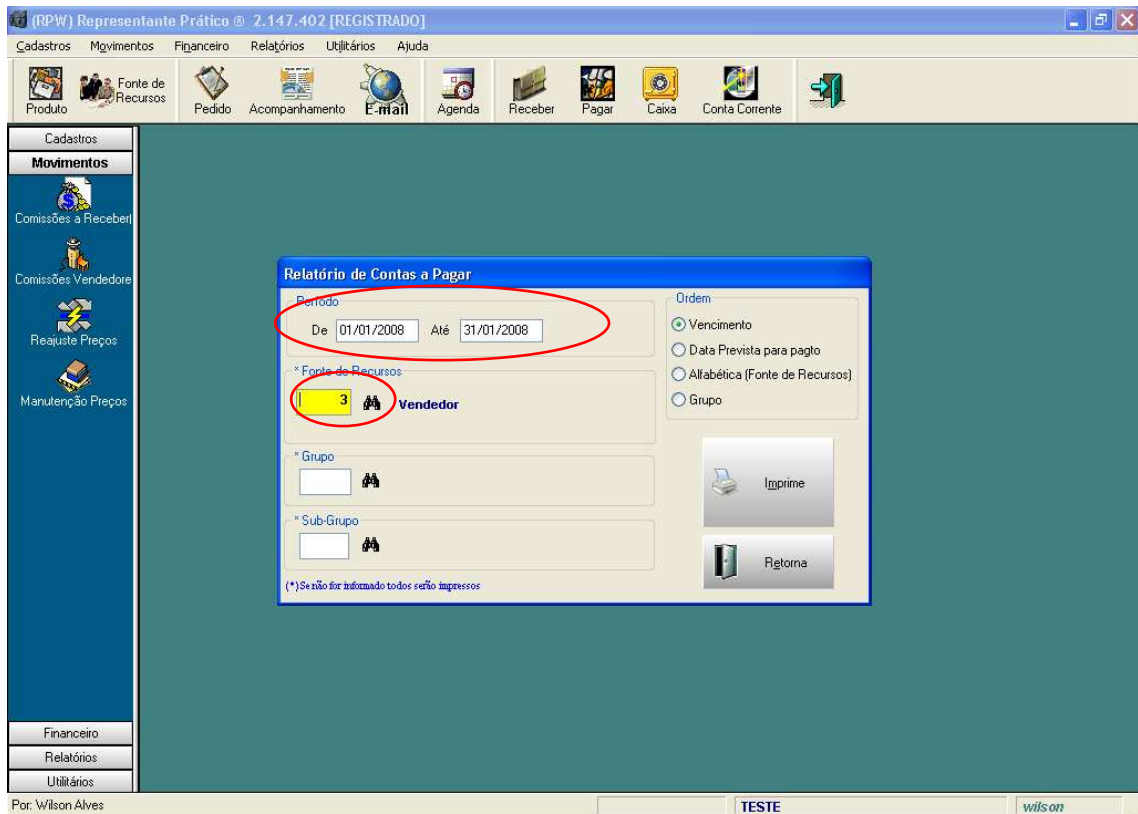 (RPW) Representante Prático ® 2.147.402 [REGISTRADO]
Cadastros Movimentos Financeiro Relatórios Utilitários Ajuda
Produto
Fonte de
Recursos
Pedido
Acompanhamento
E-mail
Agenda
Receber
Pagar
Caixa
Conta Corrente
Cadastros
Movimentos
Comissões a Receber
Comissões Vendedore
Reajuste Preços
Manutenção Preços
Financeiro
Relatórios
Utilitários
Relatório de Contas a Pagar
Período
De 01/01/2008 Até 31/01/2008
* Fonte de Recursos
3 Vendedor
* Grupo
* Sub-Grupo
(*)Se não for informado todos serão impressos
Ordem
Vencimento
Data Prevista para pagto
Alfabética (Fonte de Recursos)
Grupo
Imprime
Retorna
Por: Wilson Alves TESTE wilson